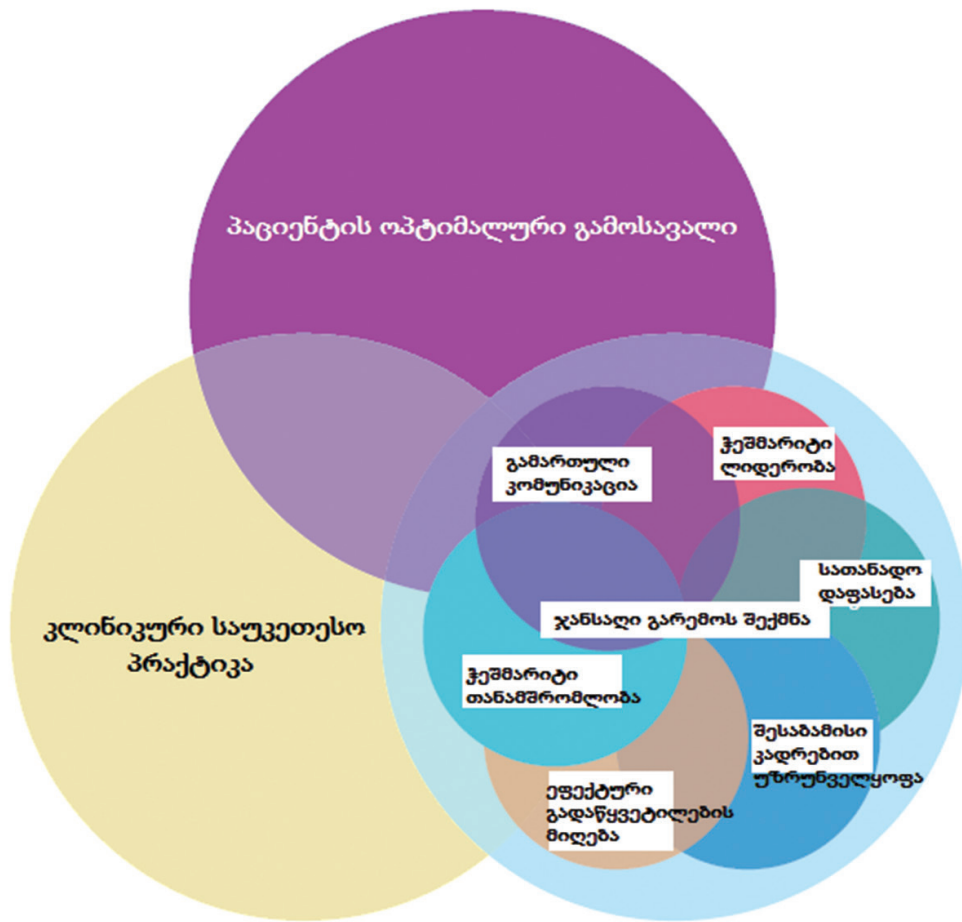 პაციენტის ოპტიმალური გამოსავალი
კლინიკური საუკეთესო
პრაქტიკა
გამართული
კომუნიკაცია
ჭეშმარიტი
ლიდერობა
სათანადო
დაფასება
ჯანსაღი გარემოს შექმნა
ჭეშმარიტი
თანამშრომლობა
შესაბამისი
კადრებით
უზრუნველყოფა
ეფექტური
გადაწყვეტილების
მიღება